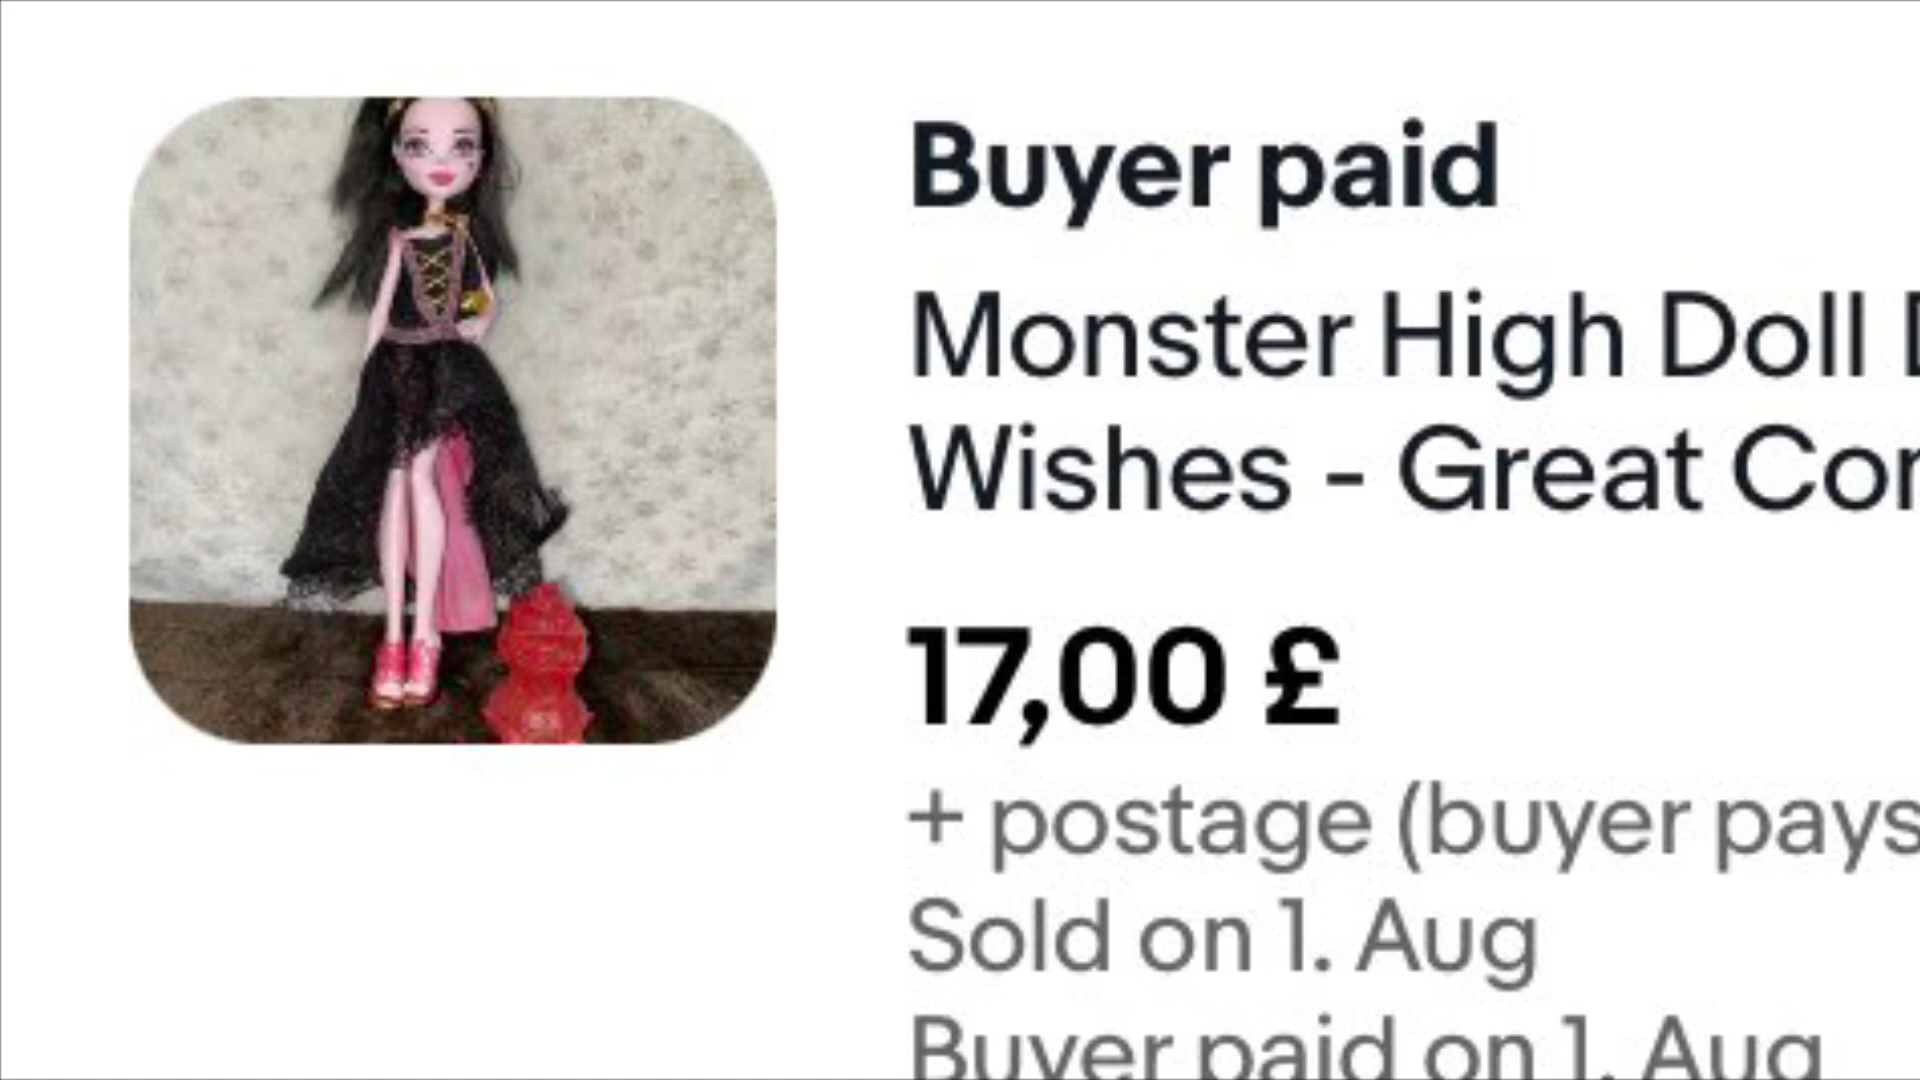 Buyer paid
Monster High Doll
Wishes - Great
17,00 £
+ postage (buyer pays
Sold on 1. Aug
Buyer paid on 1. Aug